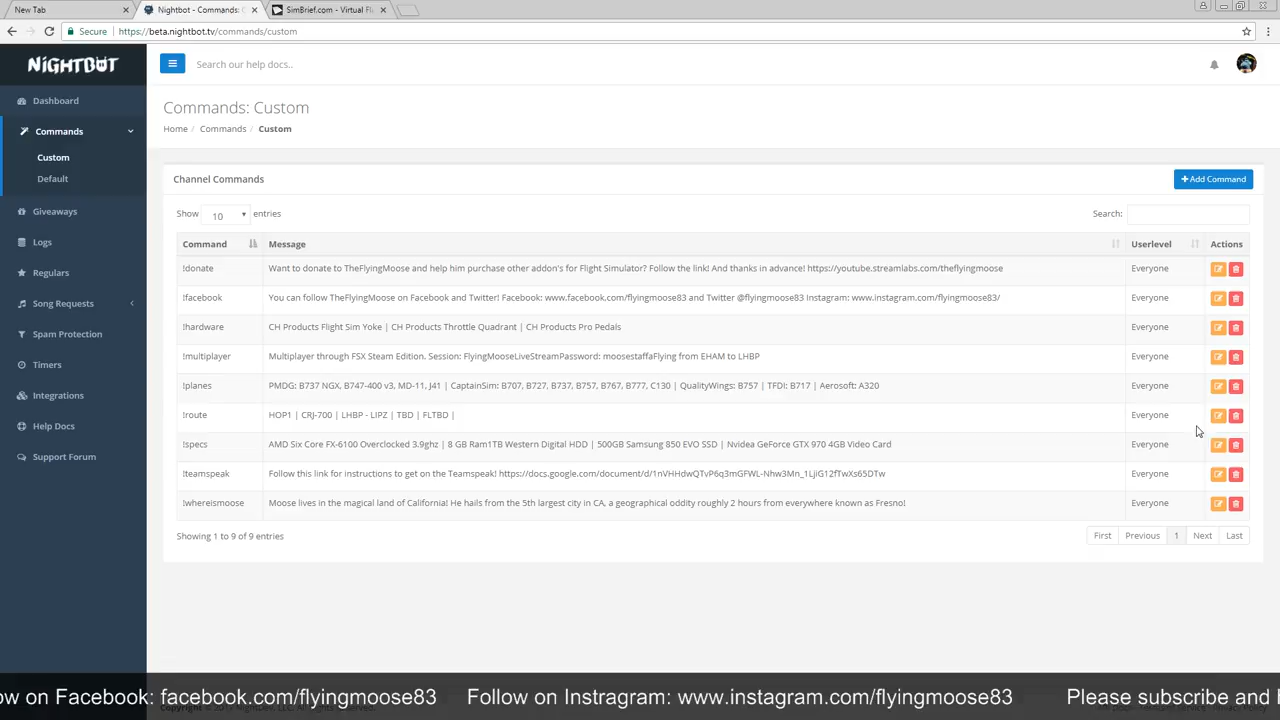 New Tab
Nightbot - Commands: C
SimBrief.com - Virtual Fl
Secure
https://beta.nightbot.tv/commands/custom
NiGHTBOT
Search our help docs..
Dashboard
Commands
Custom
Default
Giveaways
Logs
Regulars
Song Requests
Spam Protection
Timers
Integrations
Help Docs
Support Forum
Commands: Custom
Home / Commands / Custom
Channel Commands
+ Add Command
Show 10 entries
Search:
Command Message Userlevel Actions
!donate Want to donate to TheFlyingMoose and help him purchase other addon's for Flight Simulator? Follow the link! And thanks in advance! https://youtube.streamlabs.com/theflyingmoose Everyone
!facebook You can follow TheFlyingMoose on Facebook and Twitter! Facebook: www.facebook.com/flyingmoose83 and Twitter @flyingmoose83 Instagram: www.instagram.com/flyingmoose83/ Everyone
!hardware CH Products Flight Sim Yoke | CH Products Throttle Quadrant | CH Products Pro Pedals Everyone
!multiplayer Multiplayer through FSX Steam Edition. Session: FlyingMooseLiveStreamPassword: moosestaffaFlying from EHAM to LHBP Everyone
!planes PMDG: B737 NGX, B747-400 v3, MD-11, J41 | CaptainSim: B707, B727, B737, B757, B767, B777, C130 | QualityWings: B757 | TFDI: B717 | Aerosoft: A320 Everyone
!route HOP1 | CRJ-700 | LHBP - LIPZ | TBD | FLTBD | Everyone
!specs AMD Six Core FX-6100 Overclocked 3.9ghz | 8 GB Ram1TB Western Digital HDD | 500GB Samsung 850 EVO SSD | Nvidea GeForce GTX 970 4GB Video Card Everyone
!teamspeak Follow this link for instructions to get on the Teamspeak! https://docs.google.com/document/d/1nVHHdwQTvP6q3mGFWL-Nhw3Mn_1LjiG12fTwXs65DTw Everyone
!whereismoose Moose lives in the magical land of California! He hails from the 5th largest city in CA, a geographical oddity roughly 2 hours from everywhere known as Fresno! Everyone
Showing 1 to 9 of 9 entries
First Previous 1 Next Last
ow on Facebook: facebook.com/flyingmoose83 Follow on Instagram: www.instagram.com/flyingmoose83 Please subscribe and